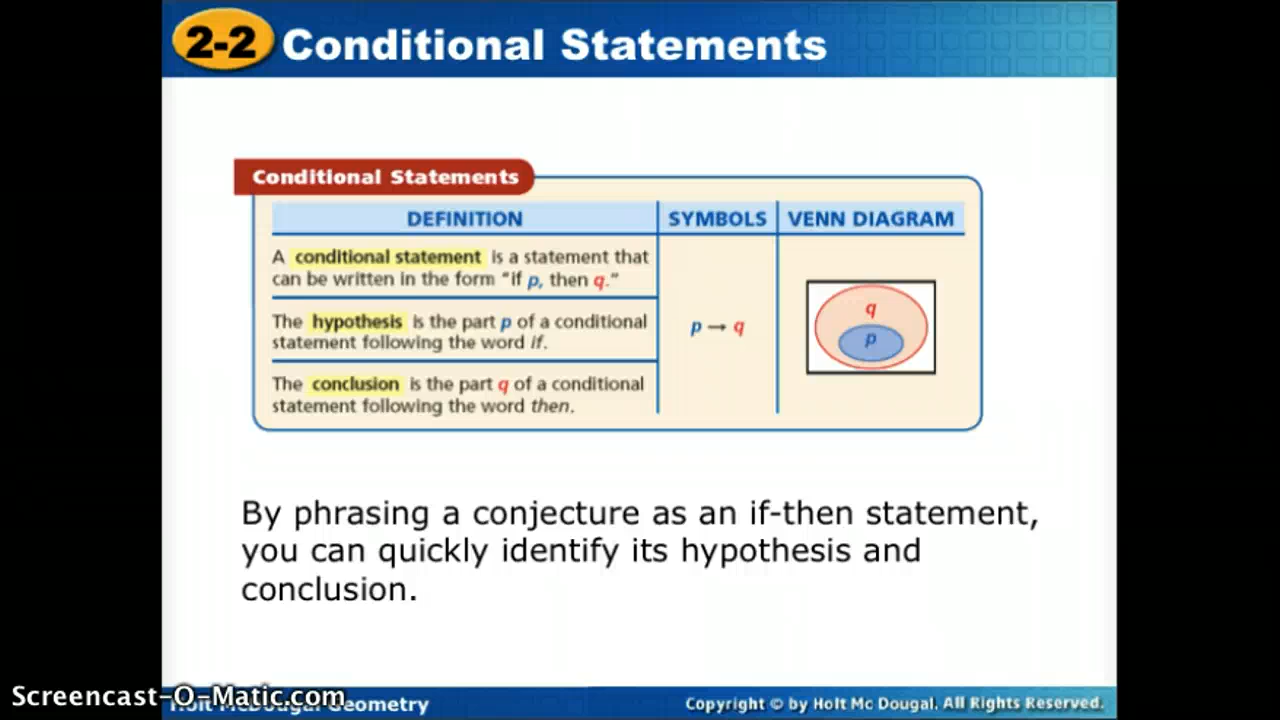 2-2 Conditional Statements
Conditional Statements
DEFINITION SYMBOLS VENN DIAGRAM
A conditional statement is a statement that
can be written in the form "if p, then q."
The hypothesis is the part p of a conditional
statement following the word if.
The conclusion is the part q of a conditional
statement following the word then.
p → q
q
p
By phrasing a conjecture as an if-then statement,
you can quickly identify its hypothesis and
conclusion.
Screencast-O-Matic.com
Holt McDougal Geometry
Copyright © by Holt Mc Dougal. All Rights Reserved.